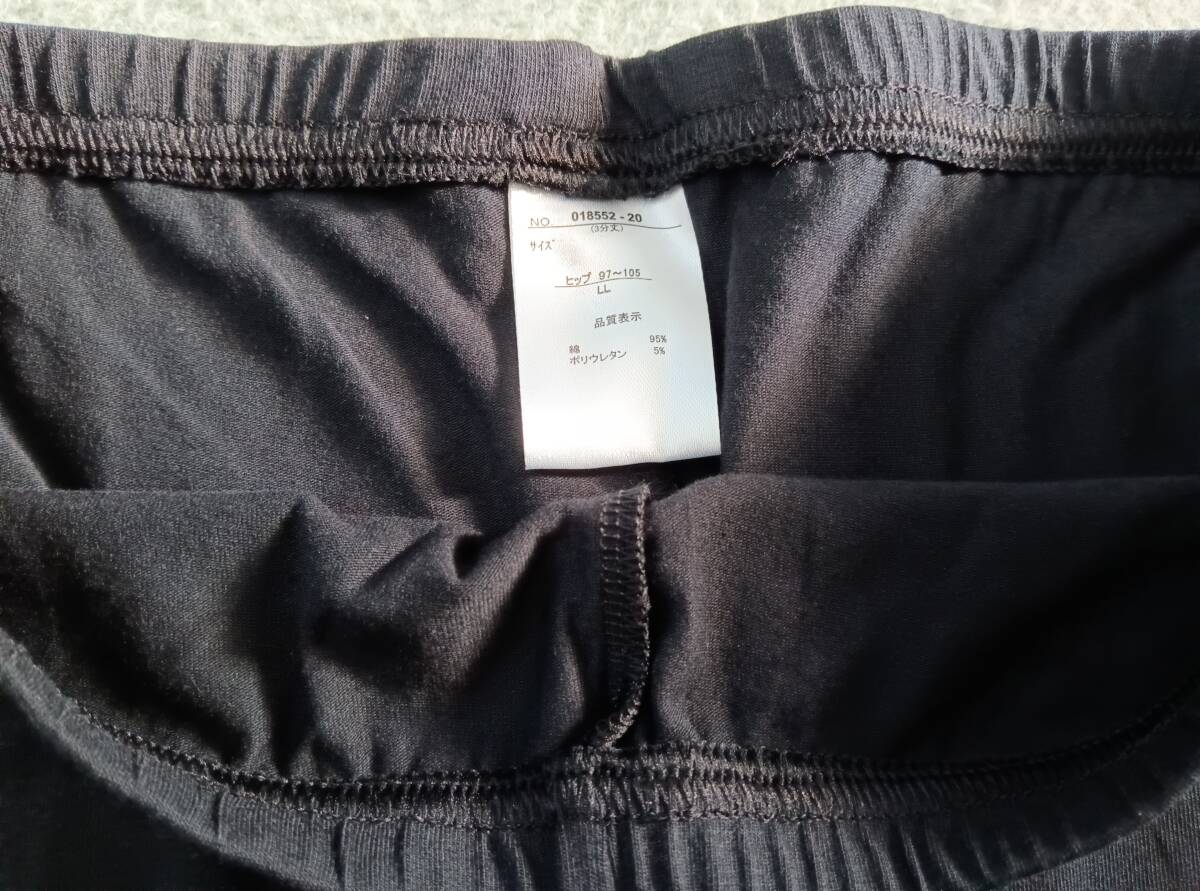 NO. 018552-20
(3分丈)
サイズ
ヒップ 97〜105
LL
品質表示
綿 95%
ポリウレタン 5%